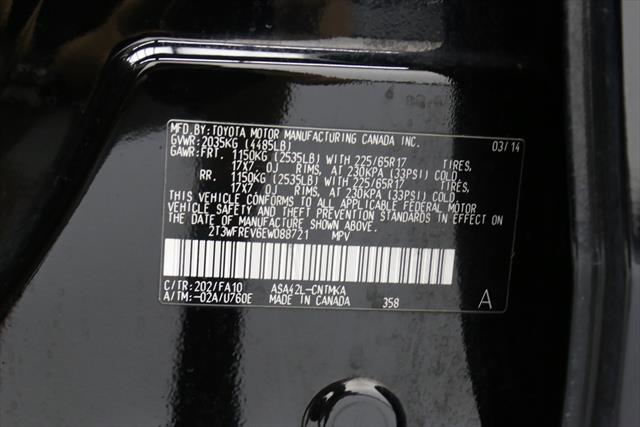 MFD.BY:TOYOTA MOTOR MANUFACTURING CANADA INC. 03/14
GVWR:2035KG (4485LB)
GAWR:FRT. 1150KG (2535LB) WITH 225/65R17 TIRES,
17X7 0J RIMS, AT 230KPA (33PSI) COLD.
RR. 1150KG (2535LB) WITH 225/65R17 TIRES,
17X7 0J RIMS, AT 230KPA (33PSI) COLD.
THIS VEHICLE CONFORMS TO ALL APPLICABLE FEDERAL MOTOR
VEHICLE SAFETY AND THEFT PREVENTION STANDARDS IN EFFECT ON
THE DATE OF MANUFACTURE SHOWN ABOVE.
2T3WFREV6EW088721 MPV
C/TR:202/FA10 ASA42L-CNTMKA
A/TM:-02A/U760E MADE IN CANADA 358 A